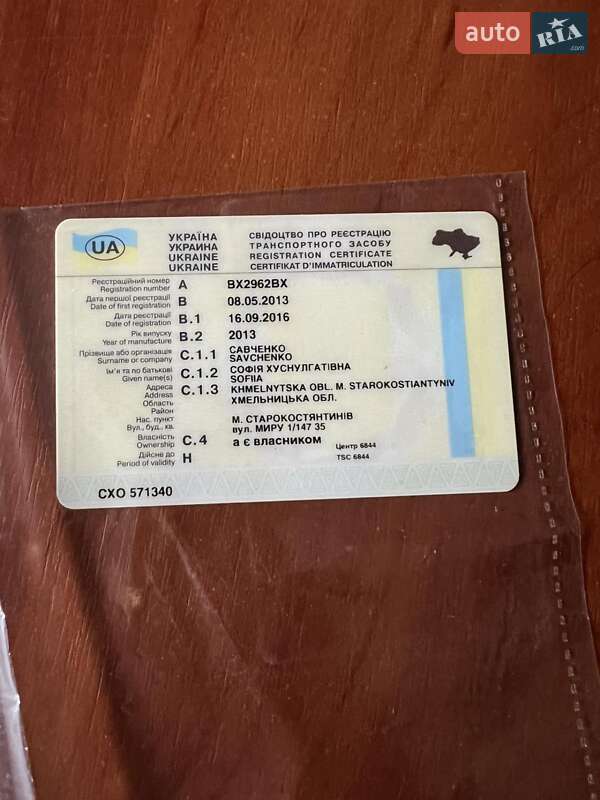 auto RIA.com
UA
УКРАЇНА СВІДОЦТВО ПРО РЕЄСТРАЦІЮ
УКРАИНА ТРАНСПОРТНОГО ЗАСОБУ
UKRAINE REGISTRATION CERTIFICATE
UKRAINE CERTIFIKAT D'IMMATRICULATION
Реєстраційний номер
Registration number A BX2962BX
Дата першої реєстрації
Date of first registration B 08.05.2013
Дата реєстрації
Date of registration B.1 16.09.2016
Рік випуску
Year of manufacture B.2 2013
Прізвище або організація САВЧЕНКО
Surname or company C.1.1 SAVCHENKO
Ім'я та по батькові СОФІЯ ХУСНУЛГАТІВНА
Given name(s) C.1.2 SOFIIA
Адреса C.1.3 KHMELNYTSKA OBL. M. STAROKOSTIANTYNIV
Address
Область ХМЕЛЬНИЦЬКА ОБЛ.
Район
Нас. пункт М. СТАРОКОСТЯНТИНІВ
Вул., буд., кв. вул. МИРУ 1/147 35
Власність
Ownership C.4 а є власником Центр 6844
Дійсне до
Period of validity H TSC 6844
CXO 571340